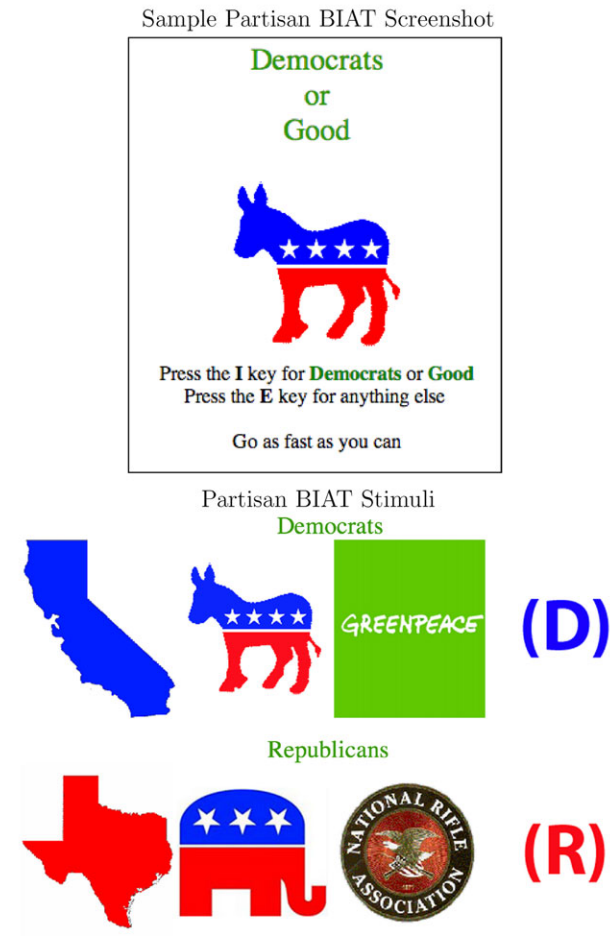 Sample Partisan BIAT Screenshot
Democrats
or
Good
Press the I key for Democrats or Good
Press the E key for anything else
Go as fast as you can
Partisan BIAT Stimuli
Democrats
GREENPEACE
(D)
Republicans
NATIONAL RIFLE
ASSOCIATION
(R)